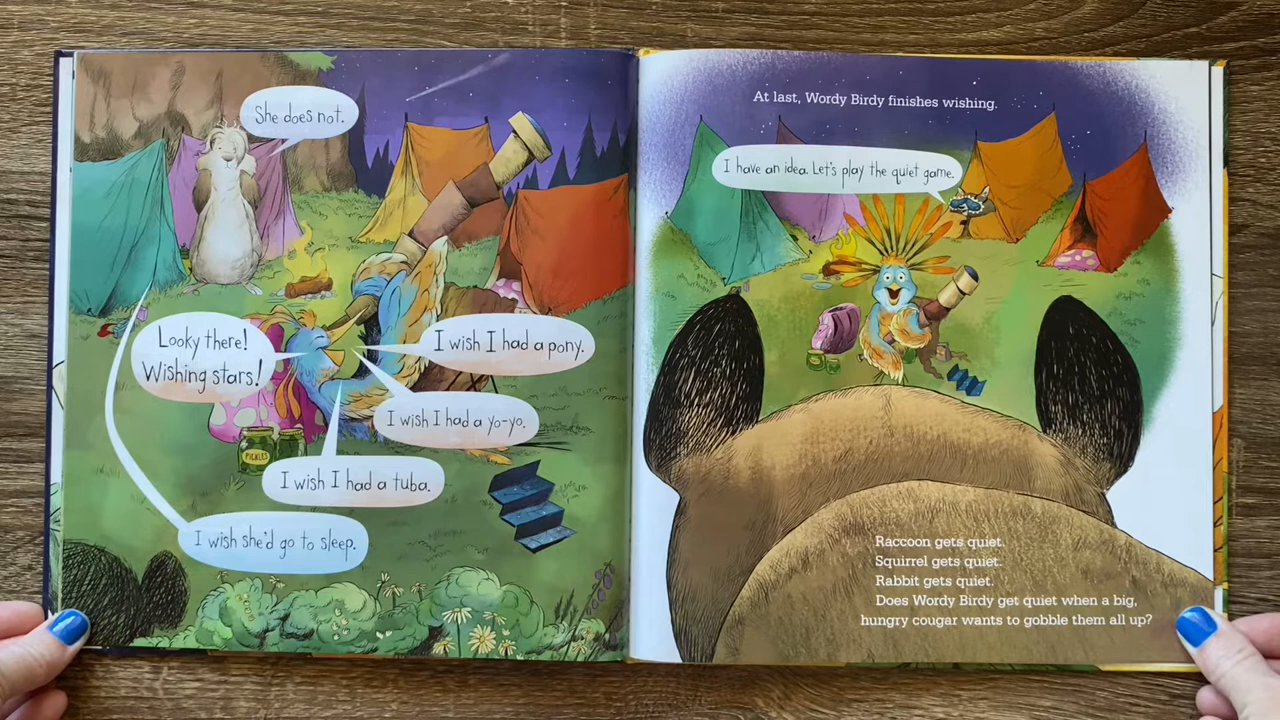 She does not.
Looky there!
Wishing stars!
I wish I had a pony.
I wish I had a yo-yo.
I wish I had a tuba.
I wish she'd go to sleep.
PICKLES
At last, Wordy Birdy finishes wishing.
I have an idea. Let's play the quiet game.
Raccoon gets quiet.
Squirrel gets quiet.
Rabbit gets quiet.
Does Wordy Birdy get quiet when a big,
hungry cougar wants to gobble them all up?